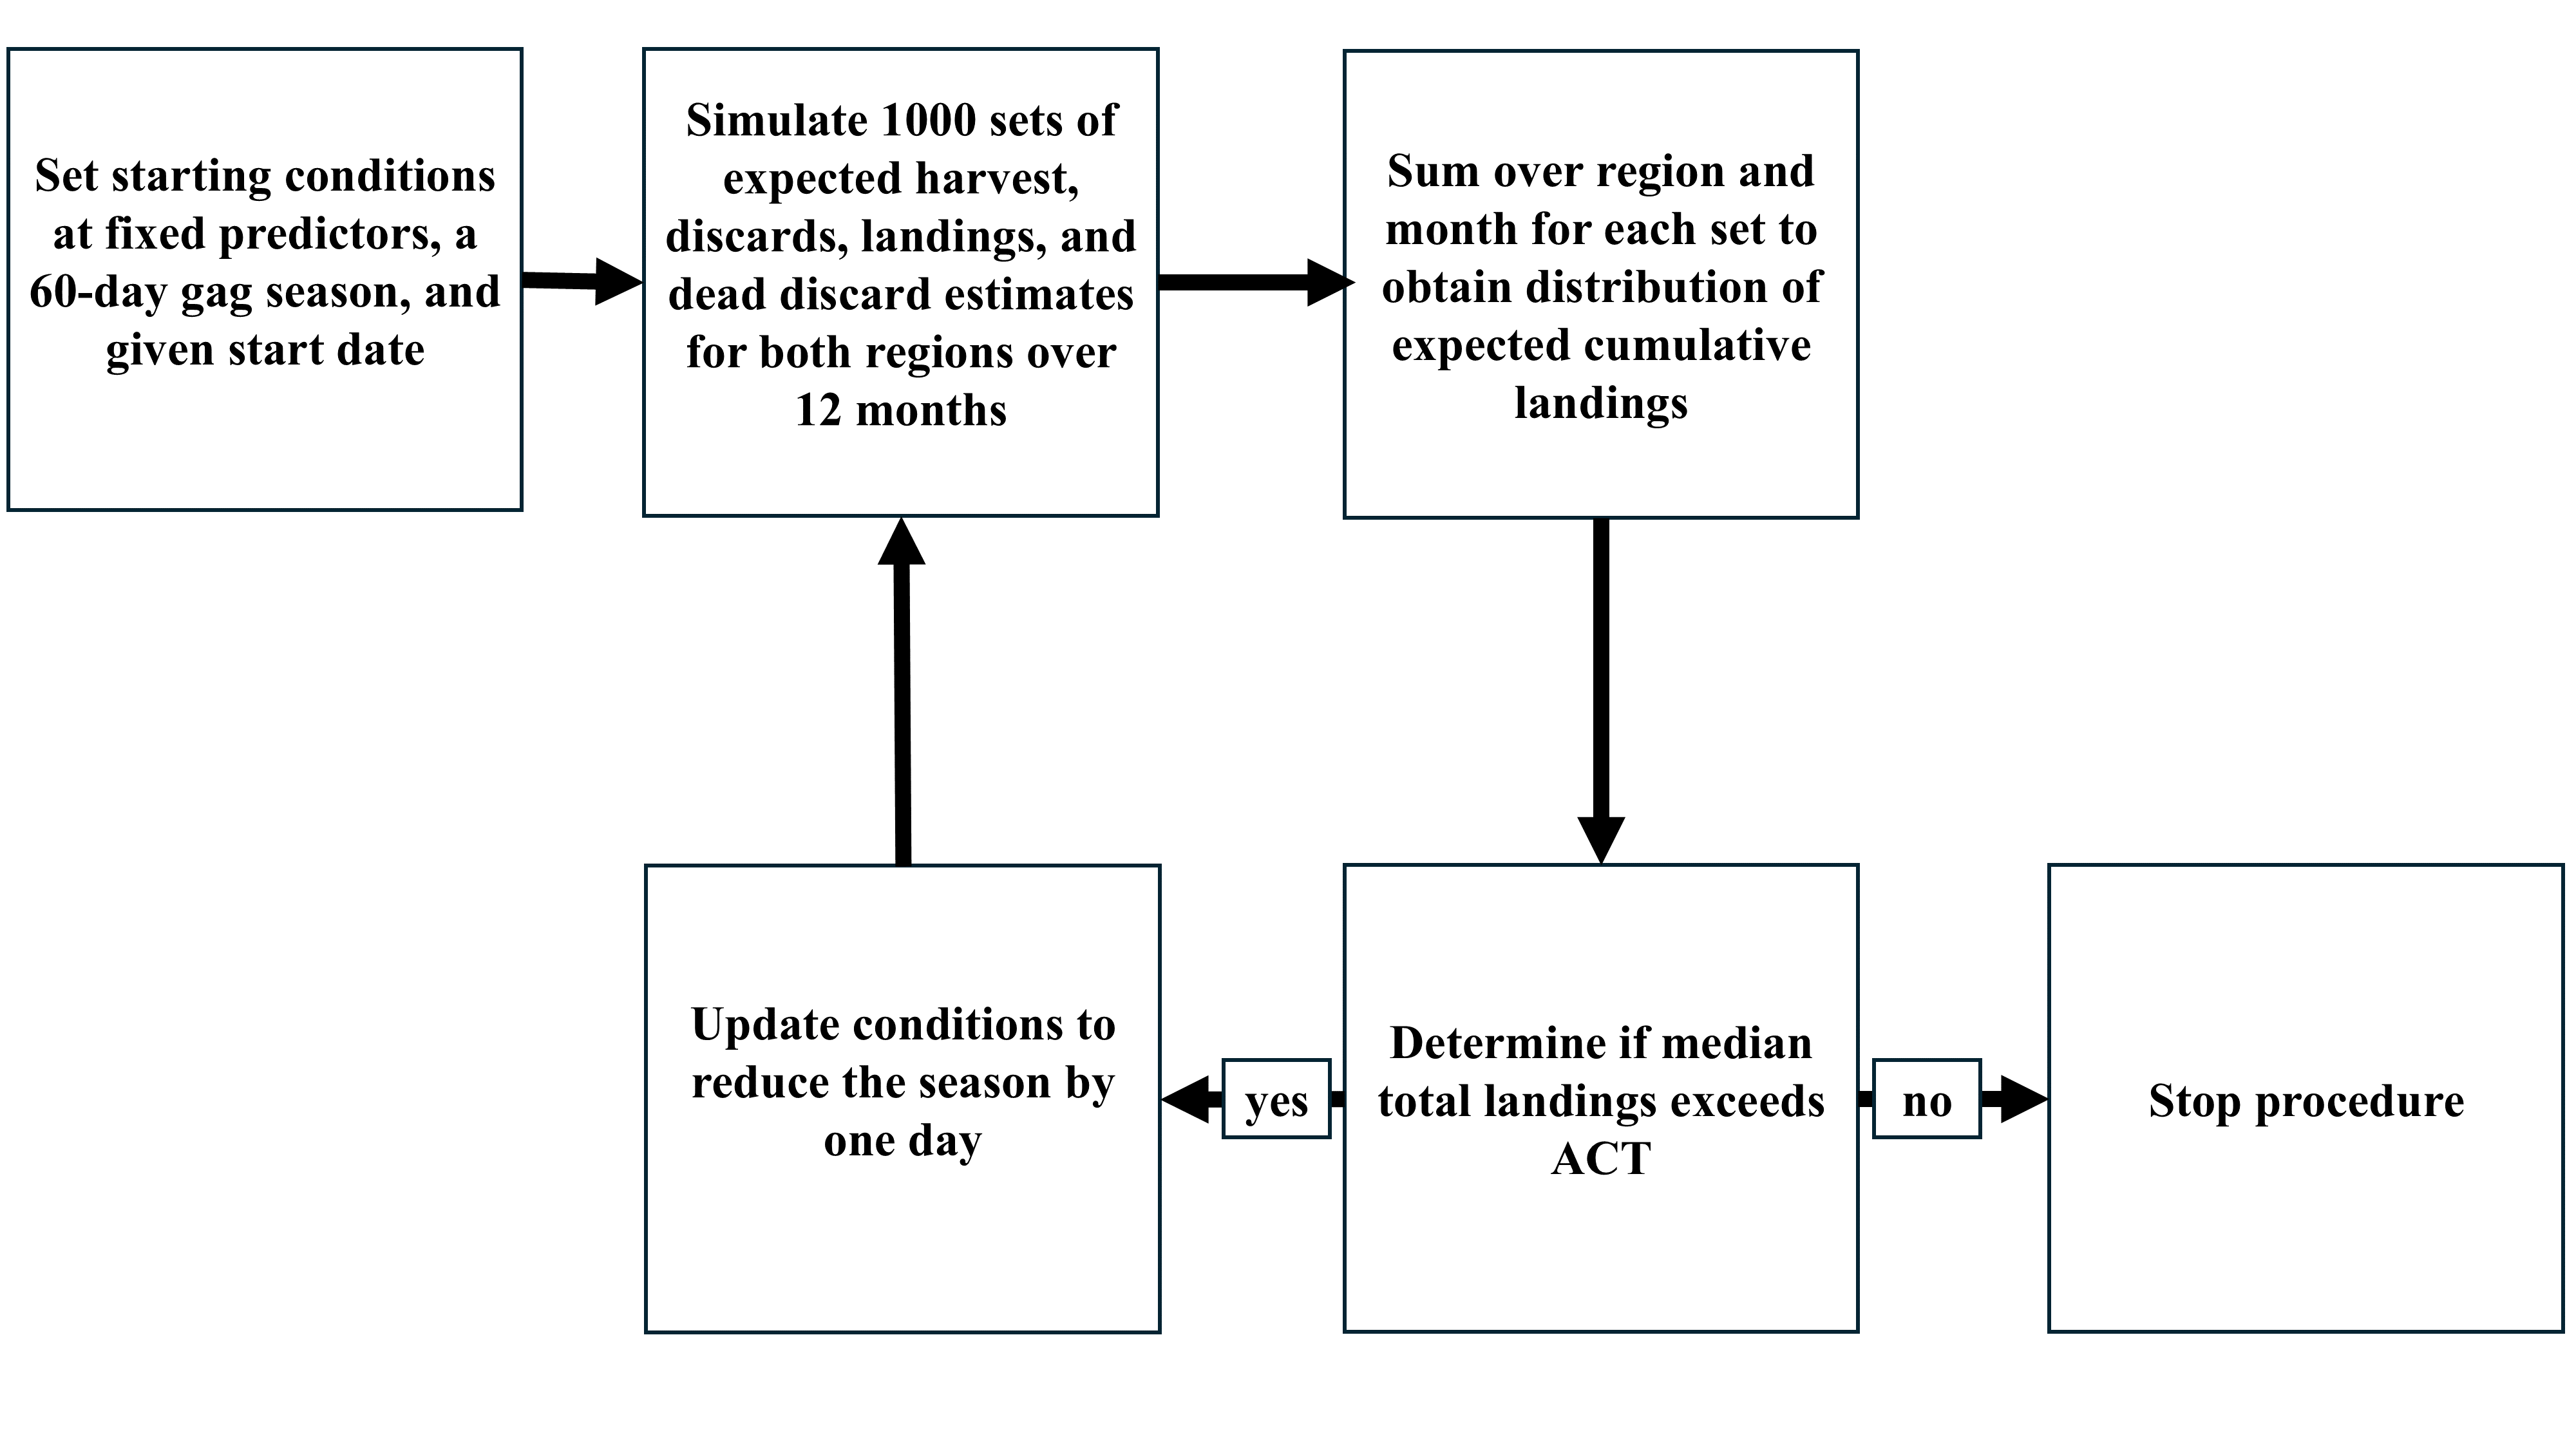 Set starting conditions
at fixed predictors, a
60-day gag season, and
given start date
Simulate 1000 sets of
expected harvest,
discards, landings, and
dead discard estimates
for both regions over
12 months
Sum over region and
month for each set to
obtain distribution of
expected cumulative
landings
Update conditions to
reduce the season by
one day
yes
Determine if median
total landings exceeds
ACT
no
Stop procedure